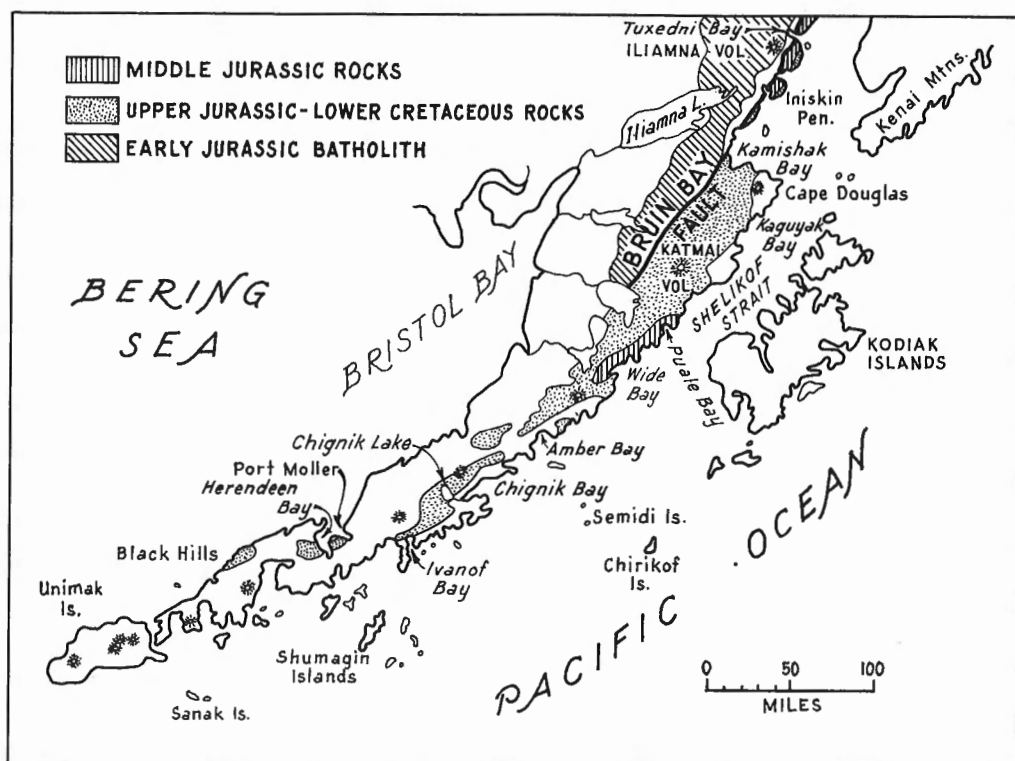 MIDDLE JURASSIC ROCKS
UPPER JURASSIC-LOWER CRETACEOUS ROCKS
EARLY JURASSIC BATHOLITH
Tuxedni Bay
ILIAMNA VOL.
Iliamna L.
Iniskin
Pen.
Kenai Mtns.
Kamishak
Bay
Cape Douglas
BRUIN BAY
FAULT
KATMAI
VOL.
Kaguyak
Bay
SHELIKOF
STRAIT
KODIAK
ISLANDS
BERING
SEA
BRISTOL BAY
Wide
Bay
Puale Bay
Amber Bay
Chignik Lake
Port Moller
Herendeen
Bay
Chignik Bay
Semidi Is.
Chirikof
Is.
Black Hills
Ivanof
Bay
Unimak
Is.
Shumagin
Islands
Sanak Is.
PACIFIC OCEAN
0 50 100
MILES